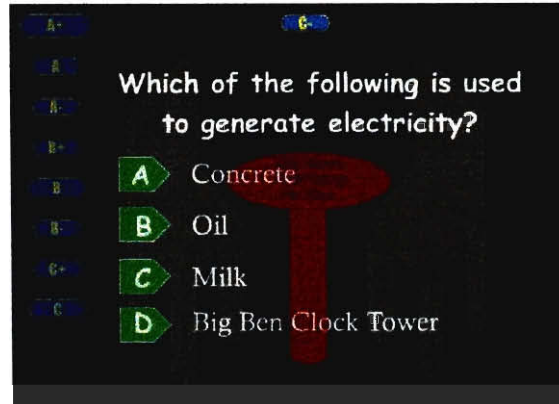 A+
C-
A
Which of the following is used
A-
to generate electricity?
B+
A Concrete
B
B Oil
B-
C Milk
C+
C
D Big Ben Clock Tower